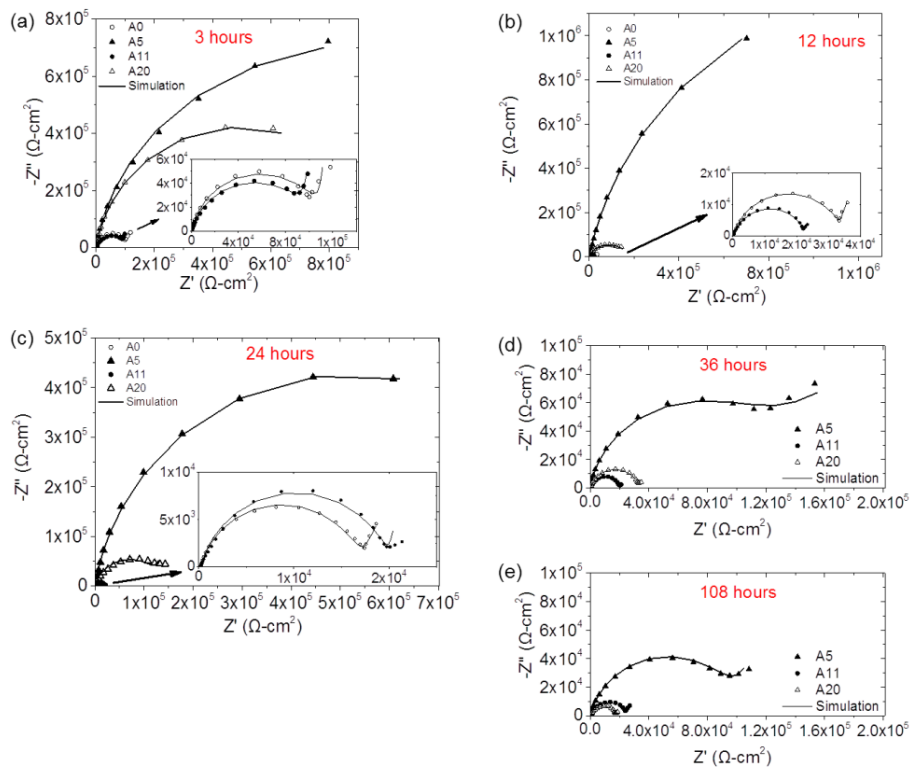 (a)
3 hours
A0
A5
A11
A20
Simulation
8x10⁵
6x10⁵
4x10⁵
2x10⁵
0
-Z" (Ω-cm²)
6x10⁴
4x10⁴
2x10⁴
0
4x10⁴ 8x10⁴ 1x10⁵
0 2x10⁵ 4x10⁵ 6x10⁵ 8x10⁵
Z' (Ω-cm²)
(b)
12 hours
A0
A5
A11
A20
Simulation
1x10⁶
8x10⁵
6x10⁵
4x10⁵
2x10⁵
0
-Z" (Ω-cm²)
2x10⁴
1x10⁴
0
0 1x10⁴ 2x10⁴ 3x10⁴ 4x10⁴
0 4x10⁵ 8x10⁵ 1x10⁶
Z' (Ω-cm²)
(c)
24 hours
A0
A5
A11
A20
Simulation
5x10⁵
4x10⁵
3x10⁵
2x10⁵
1x10⁵
0
-Z" (Ω-cm²)
1x10⁴
5x10³
0
1x10⁴ 2x10⁴
0 1x10⁵ 2x10⁵ 3x10⁵ 4x10⁵ 5x10⁵ 6x10⁵ 7x10⁵
Z' (Ω-cm²)
(d)
36 hours
A5
A11
A20
Simulation
1x10⁵
8x10⁴
6x10⁴
4x10⁴
2x10⁴
0
-Z" (Ω-cm²)
0.0 4.0x10⁴ 8.0x10⁴ 1.2x10⁵ 1.6x10⁵ 2.0x10⁵
Z' (Ω-cm²)
(e)
108 hours
A5
A11
A20
Simulation
1x10⁵
8x10⁴
6x10⁴
4x10⁴
2x10⁴
0
-Z" (Ω-cm²)
0.0 4.0x10⁴ 8.0x10⁴ 1.2x10⁵ 1.6x10⁵ 2.0x10⁵
Z' (Ω-cm²)